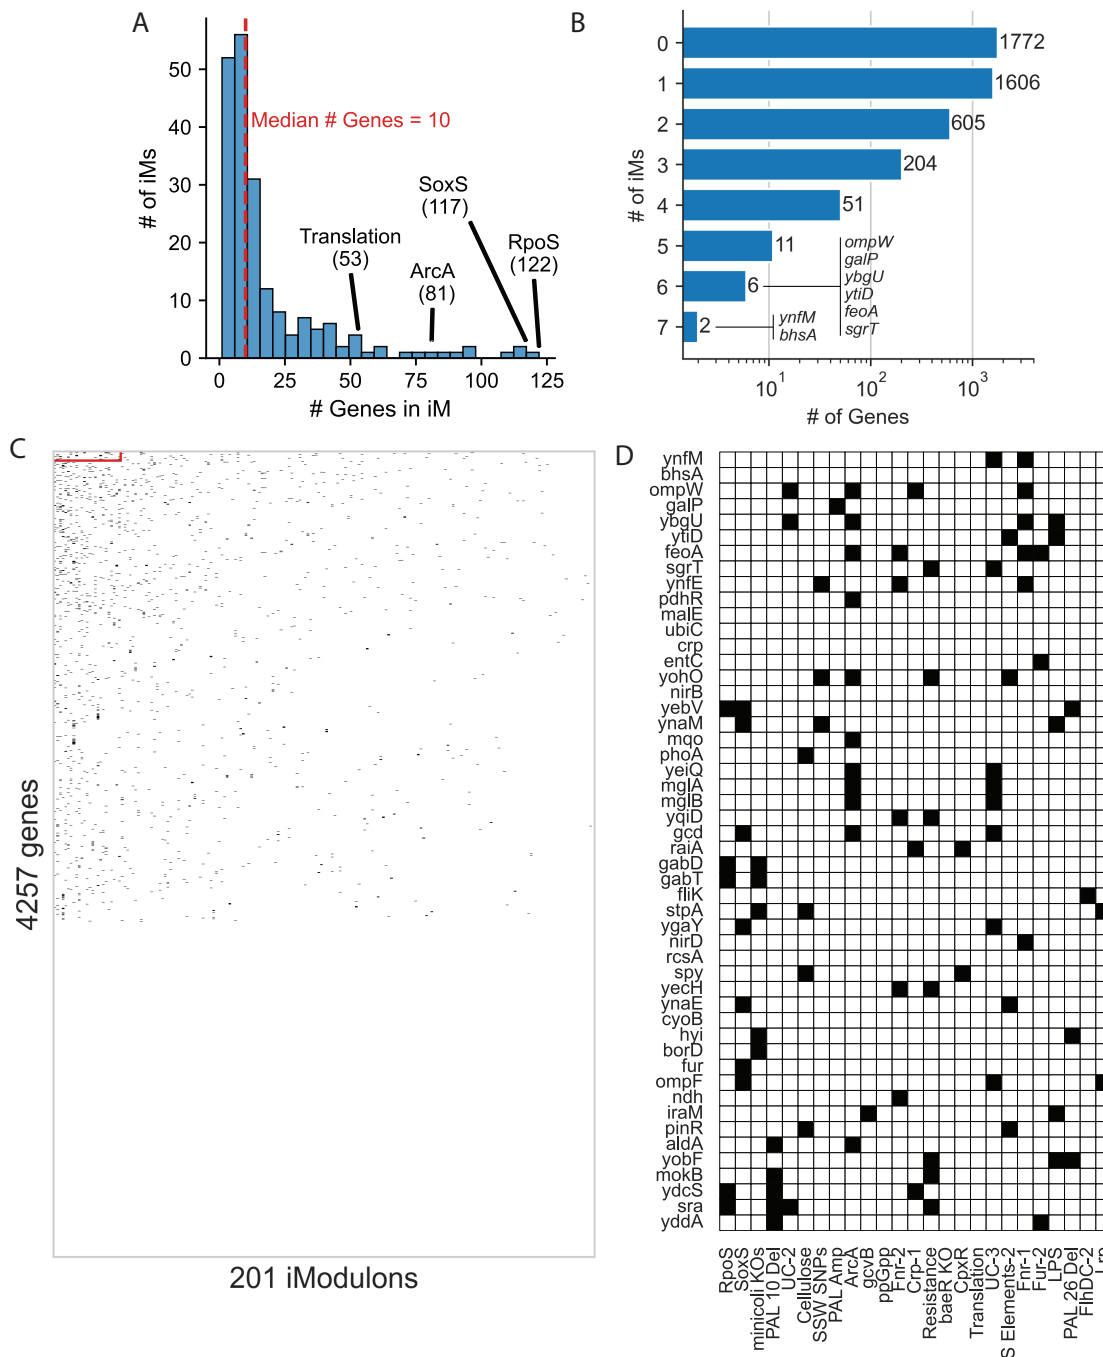 A
50
40
30
20
10
0
# of iMs
Median # Genes = 10
Translation
(53)
ArcA
(81)
SoxS
(117)
RpoS
(122)
0
25
50
75
100
125
# Genes in iM
B
0
1
2
3
4
5
6
7
# of iMs
1772
1606
605
204
51
11
6
2
ompW
galP
ybgU
ytiD
feoA
sgrT
ynfM
bhsA
10^1
10^2
10^3
# of Genes
C
4257 genes
201 iModulons
D
ynfM
bhsA
ompW
galP
ybgU
ytiD
feoA
sgrT
ynfE
pdhR
malE
ubiC
crp
entC
yohO
nirB
yebV
ynaM
mqo
phoA
yeiQ
mglA
mglB
yqiD
gcd
raiA
gabD
gabT
fliK
stpA
ygaY
nirD
rcsA
spy
yecH
ynaE
cyoB
hyi
borD
fur
ompF
ndh
iraM
pinR
aldA
yobF
mokB
ydcS
sra
yddA
RpoS
SoxS
minicoli KOs
PAL 10 Del
UC-2
Cellulose
SSW SNPs
PAL Amp
ArcA
gcvB
ppGpp
Fnr-2
Crp-1
Resistance
baeR KO
CpxR
Translation
UC-3
S Elements-2
Fnr-1
Fur-2
LPS
PAL 26 Del
FlhDC-2
Lrp